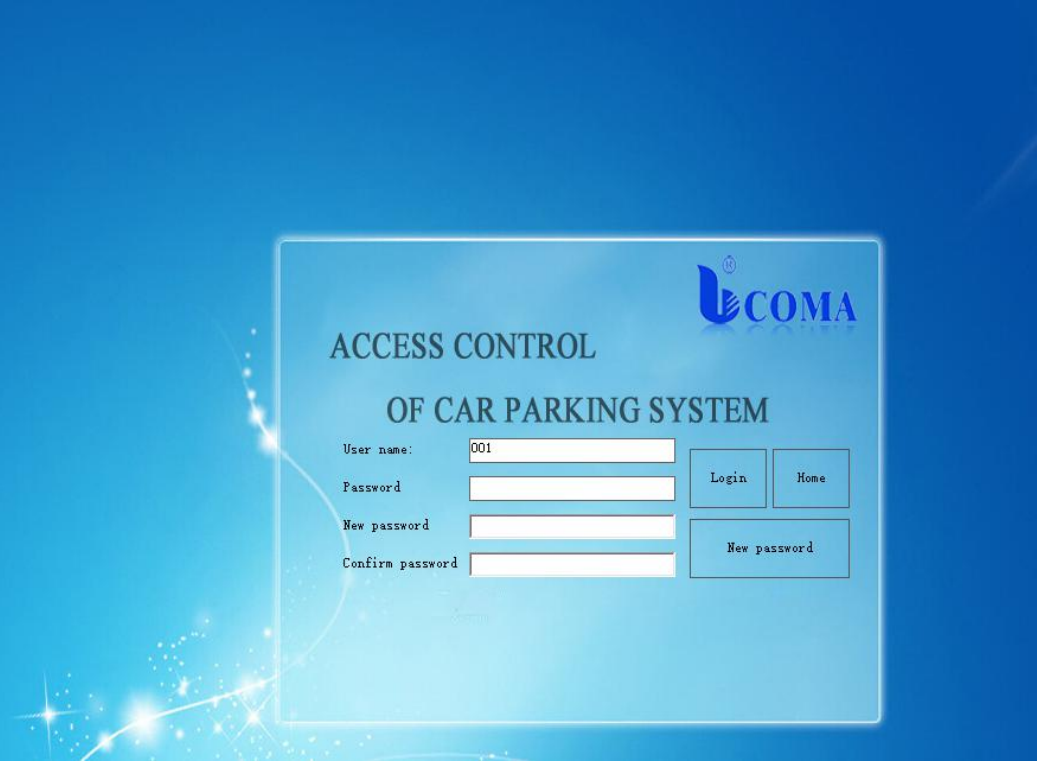 ®
COMA
ACCESS CONTROL
OF CAR PARKING SYSTEM
User name: 001
Password
Login Home
New password
New password
Confirm password